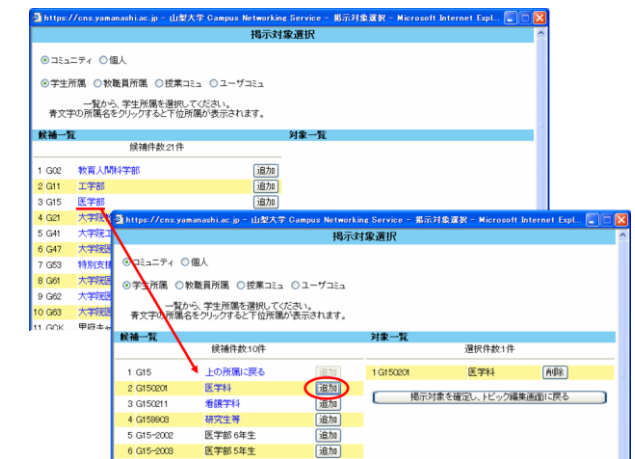 https://cns.yamanashi.ac.jp - 山梨大学 Campus Networking Service - 掲示対象選択 - Microsoft Internet Expl...
掲示対象選択
コミュニティ 個人
学生所属 教職員所属 授業コミュ ユーザコミュ
一覧から、学生所属を選択してください。
青文字の所属名をクリックすると下位所属が表示されます。
候補一覧 対象一覧
候補件数:21件
1 G02 教育人間科学部 追加
2 G11 工学部 追加
3 G15 医学部 追加
4 G21 大学院
5 G41 大学院工
6 G47 大学院医
7 G53 特別支援
8 G61 大学院医
9 G62 大学院医
10 G63 大学院医
11 GCK 甲府キャ
https://cns.yamanashi.ac.jp - 山梨大学 Campus Networking Service - 掲示対象選択 - Microsoft Internet Expl...
掲示対象選択
コミュニティ 個人
学生所属 教職員所属 授業コミュ ユーザコミュ
一覧から、学生所属を選択してください。
青文字の所属名をクリックすると下位所属が表示されます。
候補一覧 対象一覧
候補件数:10件 選択件数:1件
1 G15 上の所属に戻る 追加 1 G150201 医学科 削除
2 G150201 医学科 追加
掲示対象を確定し、トピック編集画面に戻る
3 G150211 看護学科 追加
4 G159903 研究生等 追加
5 G15-2002 医学部 6年生 追加
6 G15-2003 医学部 5年生 追加